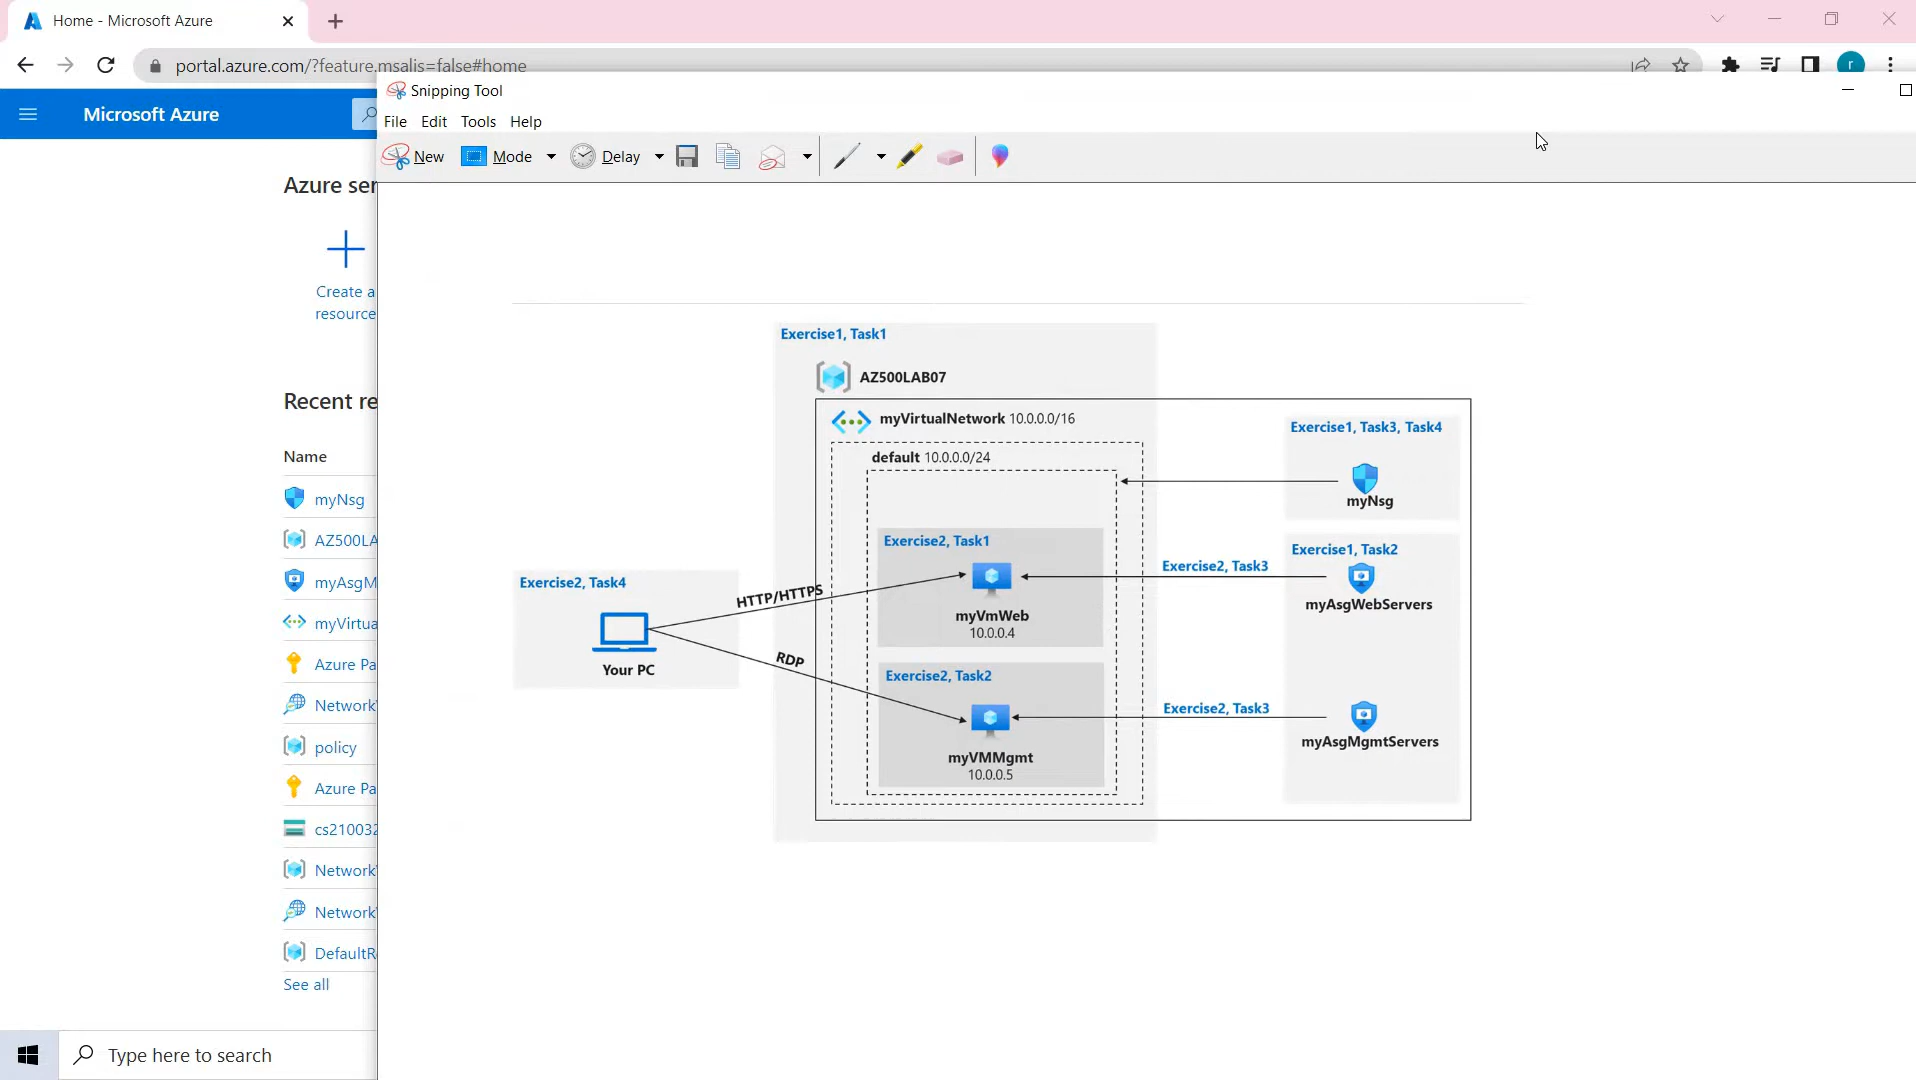 Home - Microsoft Azure
portal.azure.com/?feature.msalis=false#home
r
Microsoft Azure
Snipping Tool
File Edit Tools Help
New Mode Delay
Azure ser
Create a
resource
Recent re
Name
myNsg
AZ500LA
myAsgM
myVirtua
Azure Pa
Network
policy
Azure Pa
cs210032
Network
Network
DefaultR
See all
Exercise1, Task1
AZ500LAB07
myVirtualNetwork 10.0.0.0/16
default 10.0.0.0/24
Exercise1, Task3, Task4
myNsg
Exercise2, Task1
myVmWeb
10.0.0.4
Exercise2, Task3
Exercise1, Task2
myAsgWebServers
Exercise2, Task4
Your PC
HTTP/HTTPS
RDP
Exercise2, Task2
myVMMgmt
10.0.0.5
Exercise2, Task3
myAsgMgmtServers
Type here to search